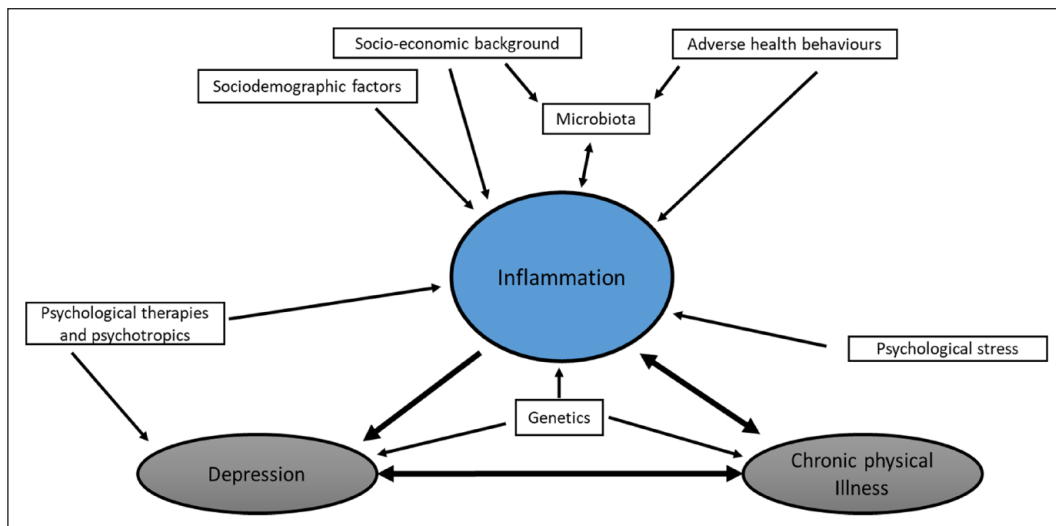 Socio-economic background
Adverse health behaviours
Sociodemographic factors
Microbiota
Inflammation
Psychological therapies
and psychotropics
Psychological stress
Genetics
Depression
Chronic physical
Illness